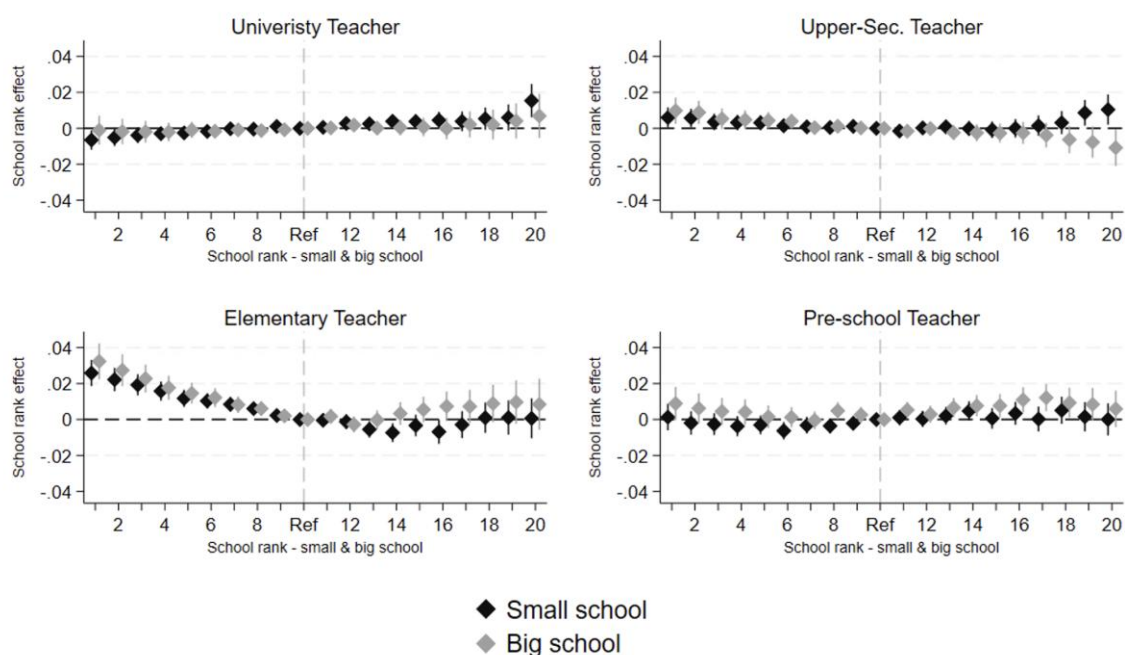 Univeristy Teacher
School rank effect
.04
.02
0
-.02
-.04
2 4 6 8 Ref 12 14 16 18 20
School rank - small & big school
Upper-Sec. Teacher
School rank effect
.04
.02
0
-.02
-.04
2 4 6 8 Ref 12 14 16 18 20
School rank - small & big school
Elementary Teacher
School rank effect
.04
.02
0
-.02
-.04
2 4 6 8 Ref 12 14 16 18 20
School rank - small & big school
Pre-school Teacher
School rank effect
.04
.02
0
-.02
-.04
2 4 6 8 Ref 12 14 16 18 20
School rank - small & big school
Small school
Big school